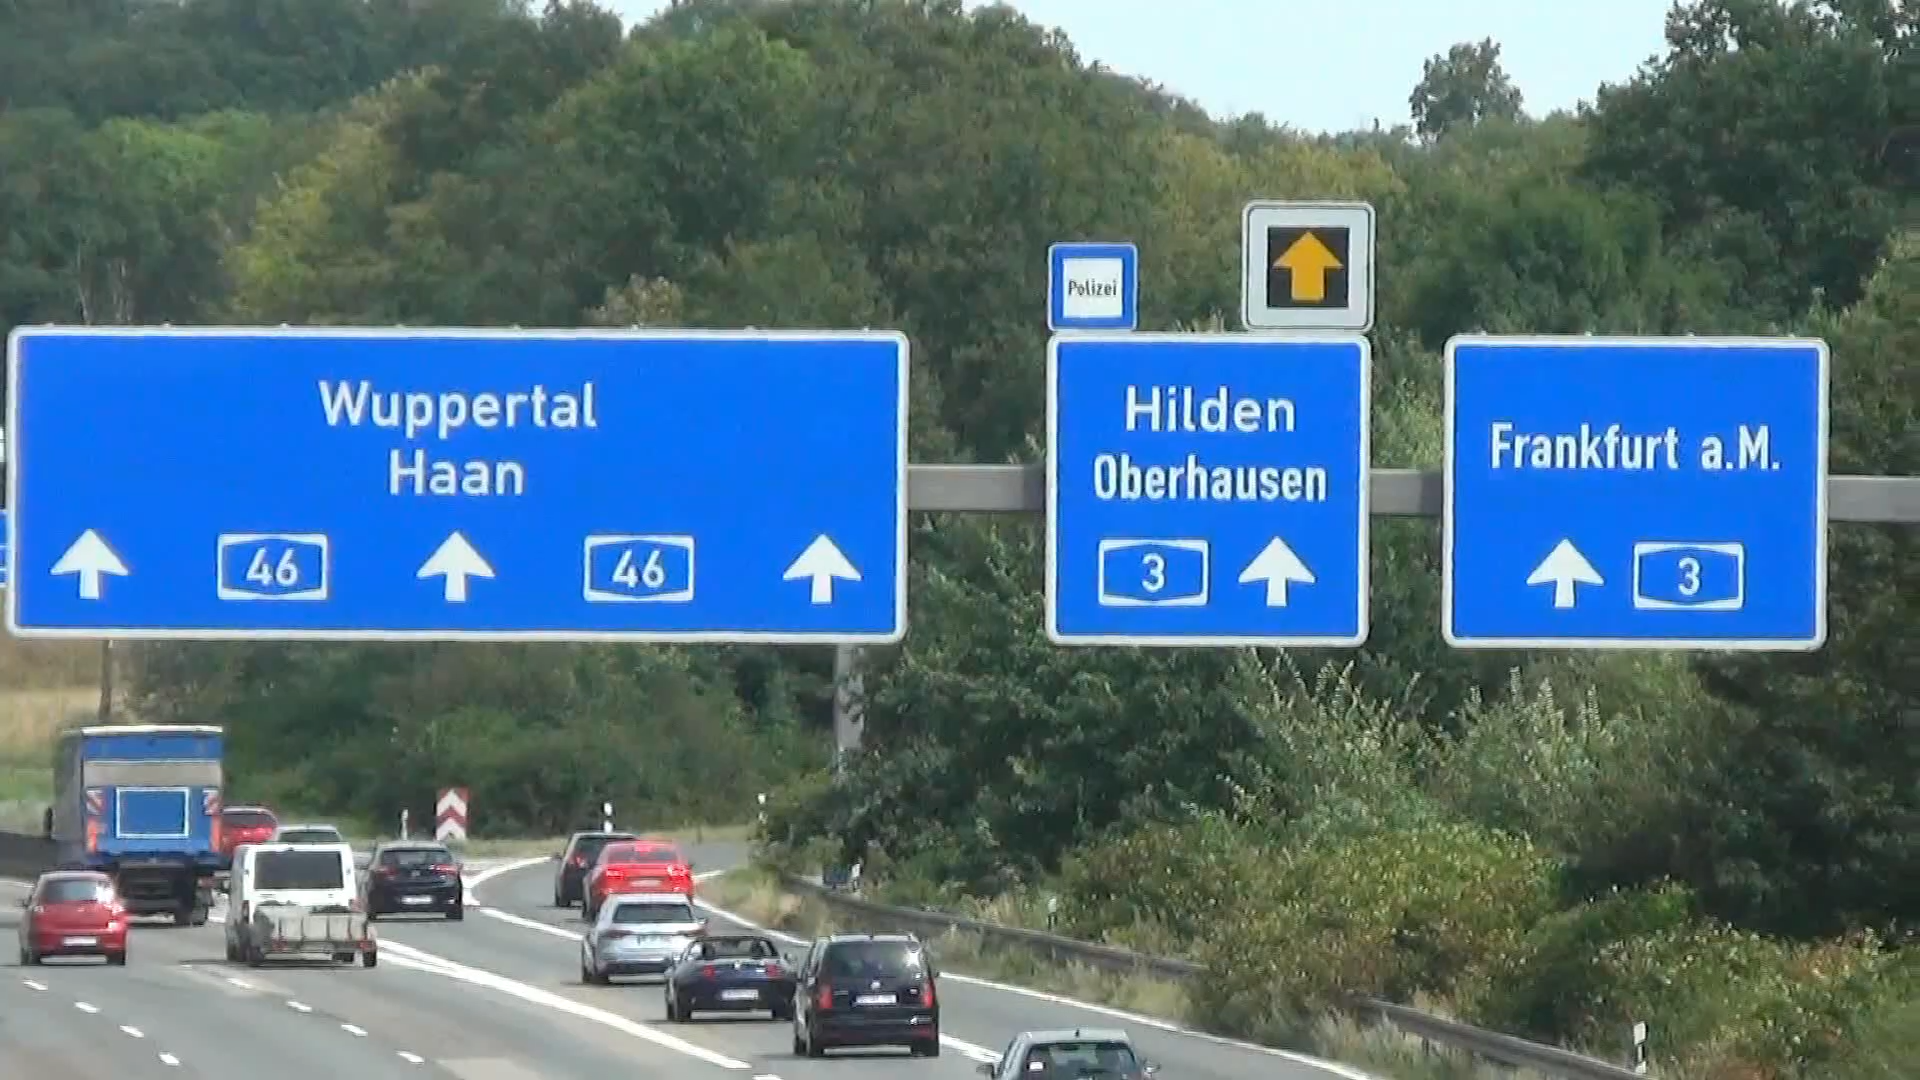 Polizei
Wuppertal
Haan
46
46
Hilden
Oberhausen
3
Frankfurt a.M.
3